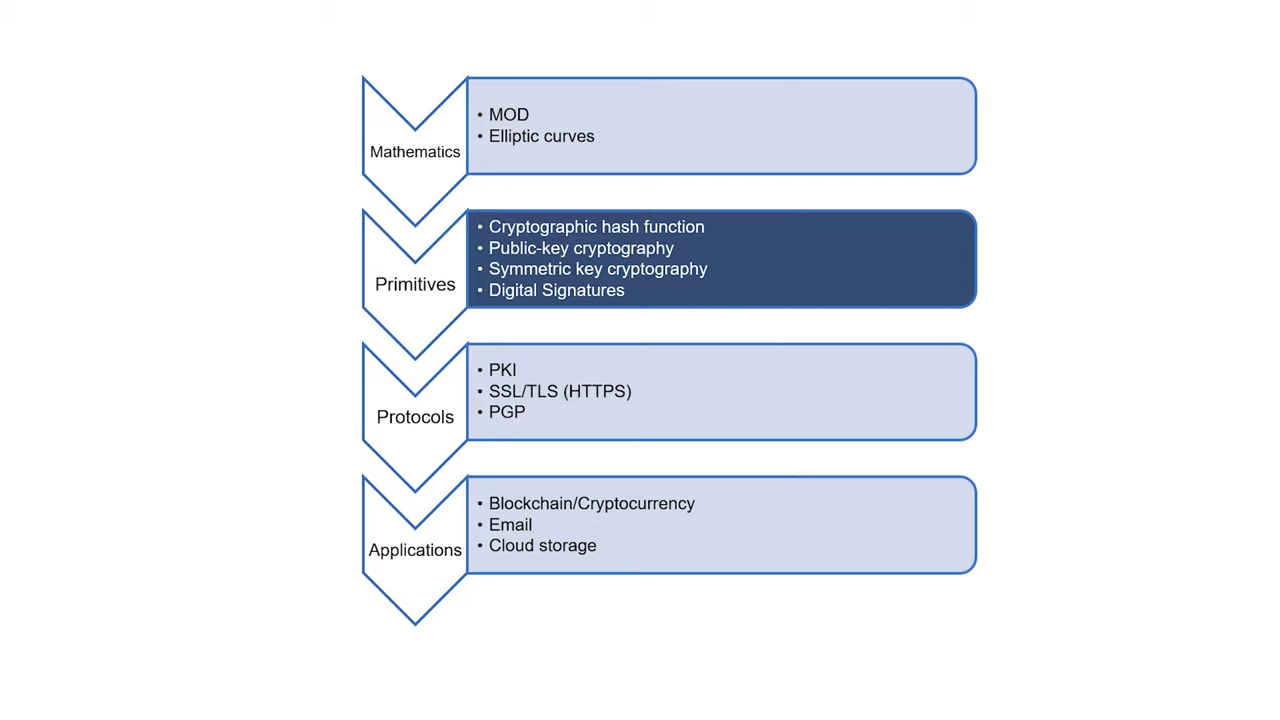 Mathematics
• MOD
• Elliptic curves
Primitives
• Cryptographic hash function
• Public-key cryptography
• Symmetric key cryptography
• Digital Signatures
Protocols
• PKI
• SSL/TLS (HTTPS)
• PGP
Applications
• Blockchain/Cryptocurrency
• Email
• Cloud storage